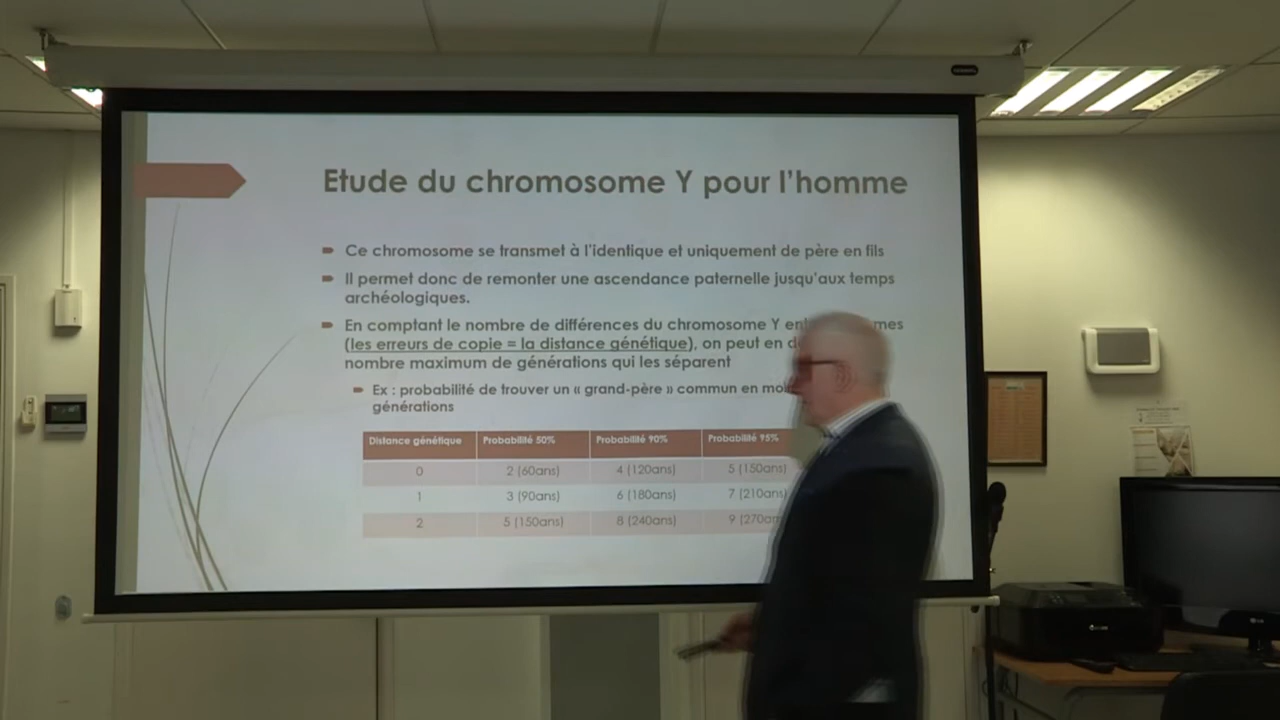 Etude du chromosome Y pour l'homme
Ce chromosome se transmet à l'identique et uniquement de père en fils
Il permet donc de remonter une ascendance paternelle jusqu'aux temps
archéologiques.
En comptant le nombre de différences du chromosome Y
(les erreurs de copie = la distance génétique), on peut en
nombre maximum de générations qui les séparent
Ex : probabilité de trouver un « grand-père » commun en
générations
Distance génétique Probabilité 50% Probabilité 90% Probabilité 95%
0 2 (60ans) 4 (120ans) 5 (150ans)
1 3 (90ans) 6 (180ans) 7 (210ans)
2 5 (150ans) 8 (240ans) 9
LG